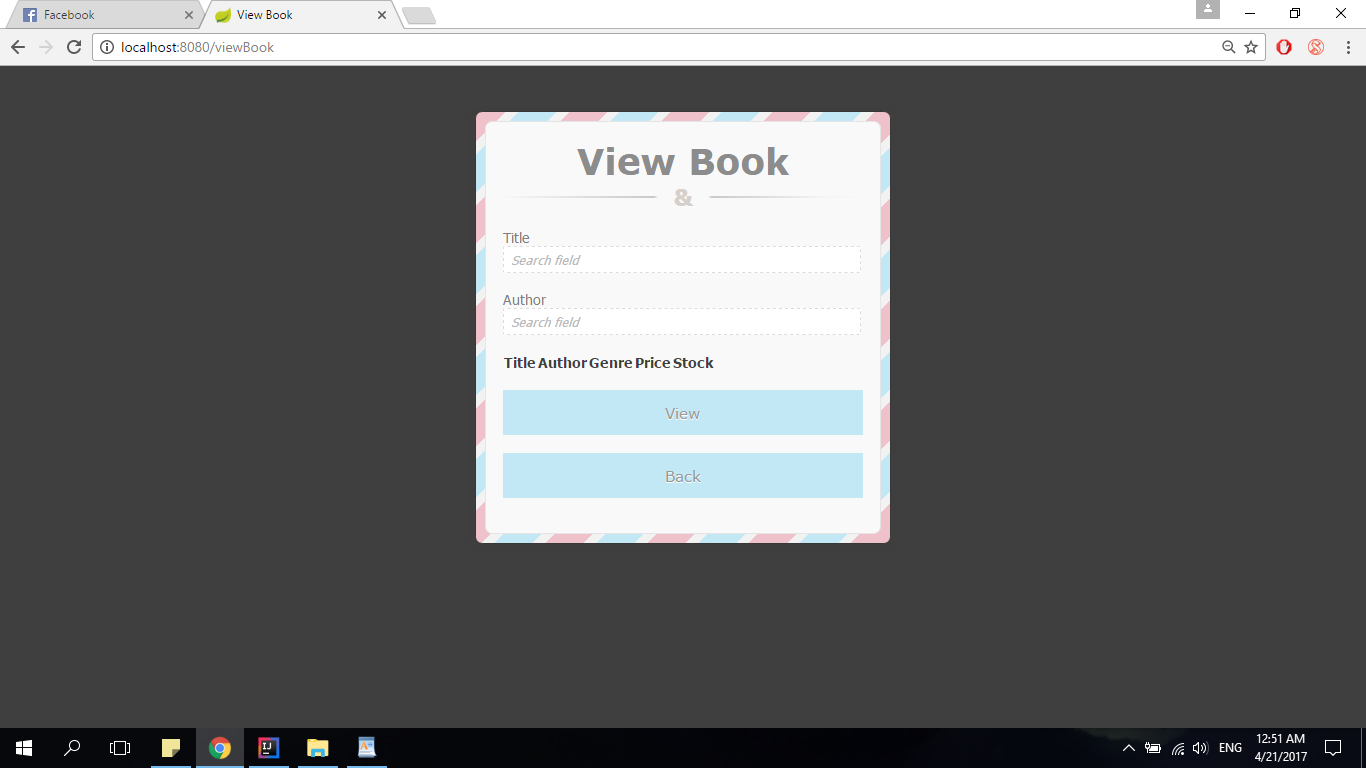 Facebook
View Book
localhost:8080/viewBook
View Book
&
Title
Search field
Author
Search field
Title Author Genre Price Stock
View
Back
ENG
12:51 AM
4/21/2017